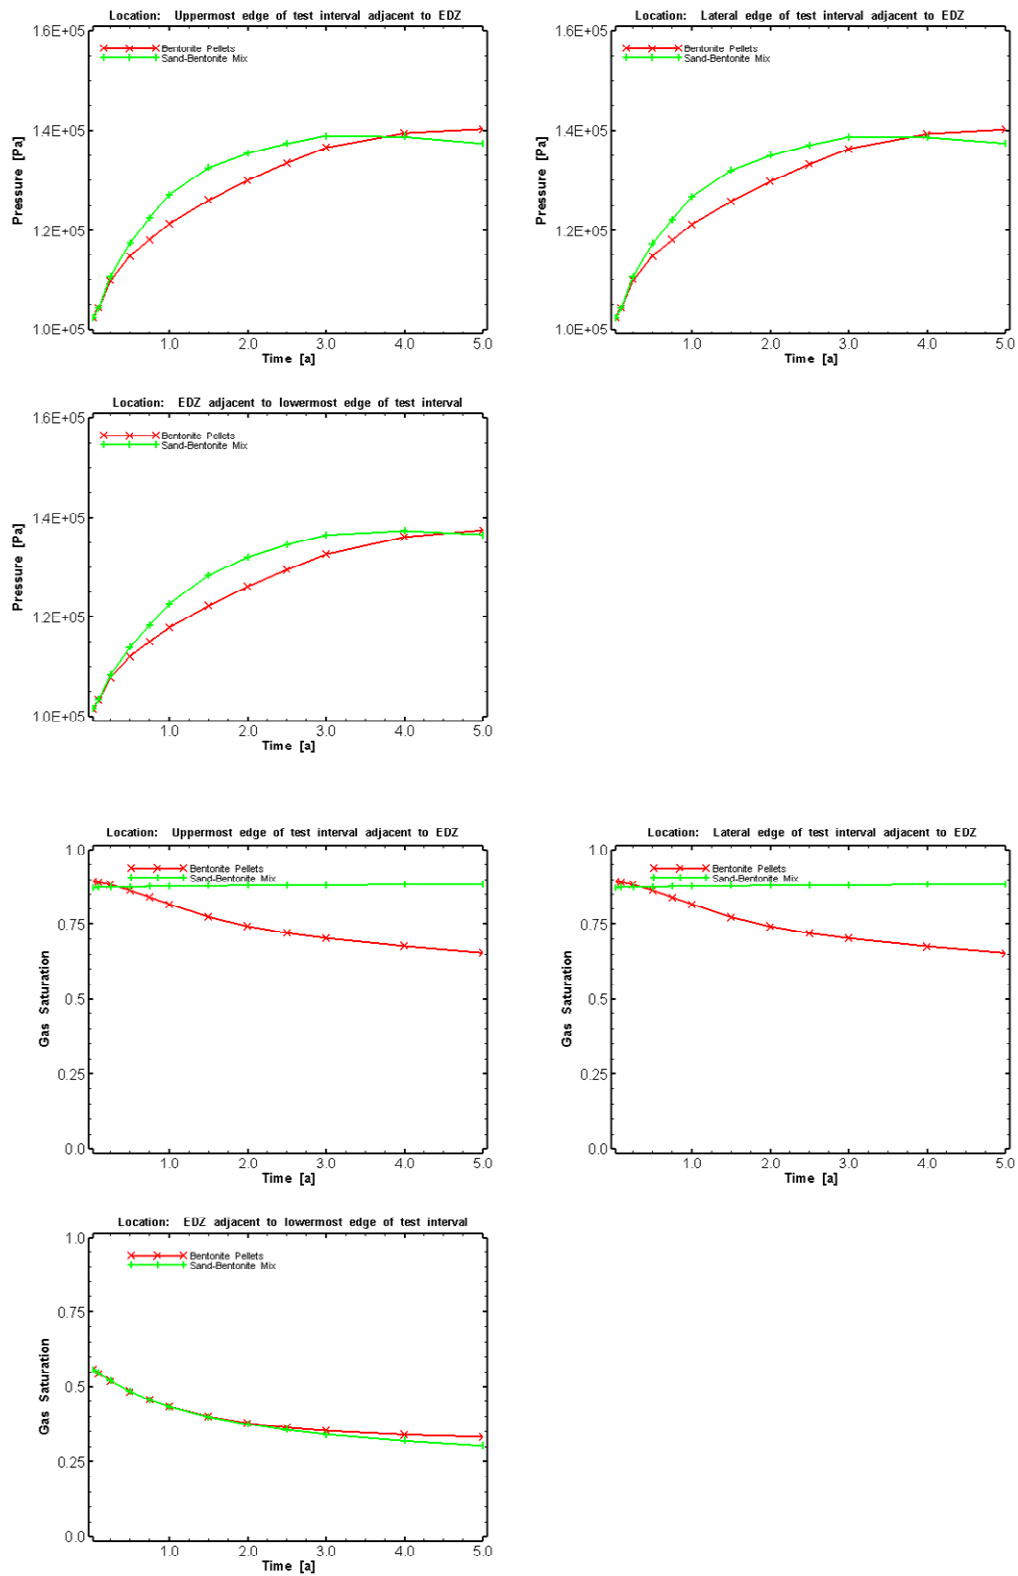 Location: Uppermost edge of test interval adjacent to EDZ
1.6E+05
Bentonite Pellets
Sand-Bentonite Mix
1.4E+05
Pressure [Pa]
1.2E+05
1.0E+05
1.0 2.0 3.0 4.0 5.0
Time [a]
Location: Lateral edge of test interval adjacent to EDZ
1.6E+05
Bentonite Pellets
Sand-Bentonite Mix
1.4E+05
Pressure [Pa]
1.2E+05
1.0E+05
1.0 2.0 3.0 4.0 5.0
Time [a]
Location: EDZ adjacent to lowermost edge of test interval
1.6E+05
Bentonite Pellets
Sand-Bentonite Mix
1.4E+05
Pressure [Pa]
1.2E+05
1.0E+05
1.0 2.0 3.0 4.0 5.0
Time [a]
Location: Uppermost edge of test interval adjacent to EDZ
1.0
Bentonite Pellets
Sand-Bentonite Mix
0.75
Gas Saturation
0.5
0.25
0.0
1.0 2.0 3.0 4.0 5.0
Time [a]
Location: Lateral edge of test interval adjacent to EDZ
1.0
Bentonite Pellets
Sand-Bentonite Mix
0.75
Gas Saturation
0.5
0.25
0.0
1.0 2.0 3.0 4.0 5.0
Time [a]
Location: EDZ adjacent to lowermost edge of test interval
1.0
Bentonite Pellets
Sand-Bentonite Mix
0.75
Gas Saturation
0.5
0.25
0.0
1.0 2.0 3.0 4.0 5.0
Time [a]